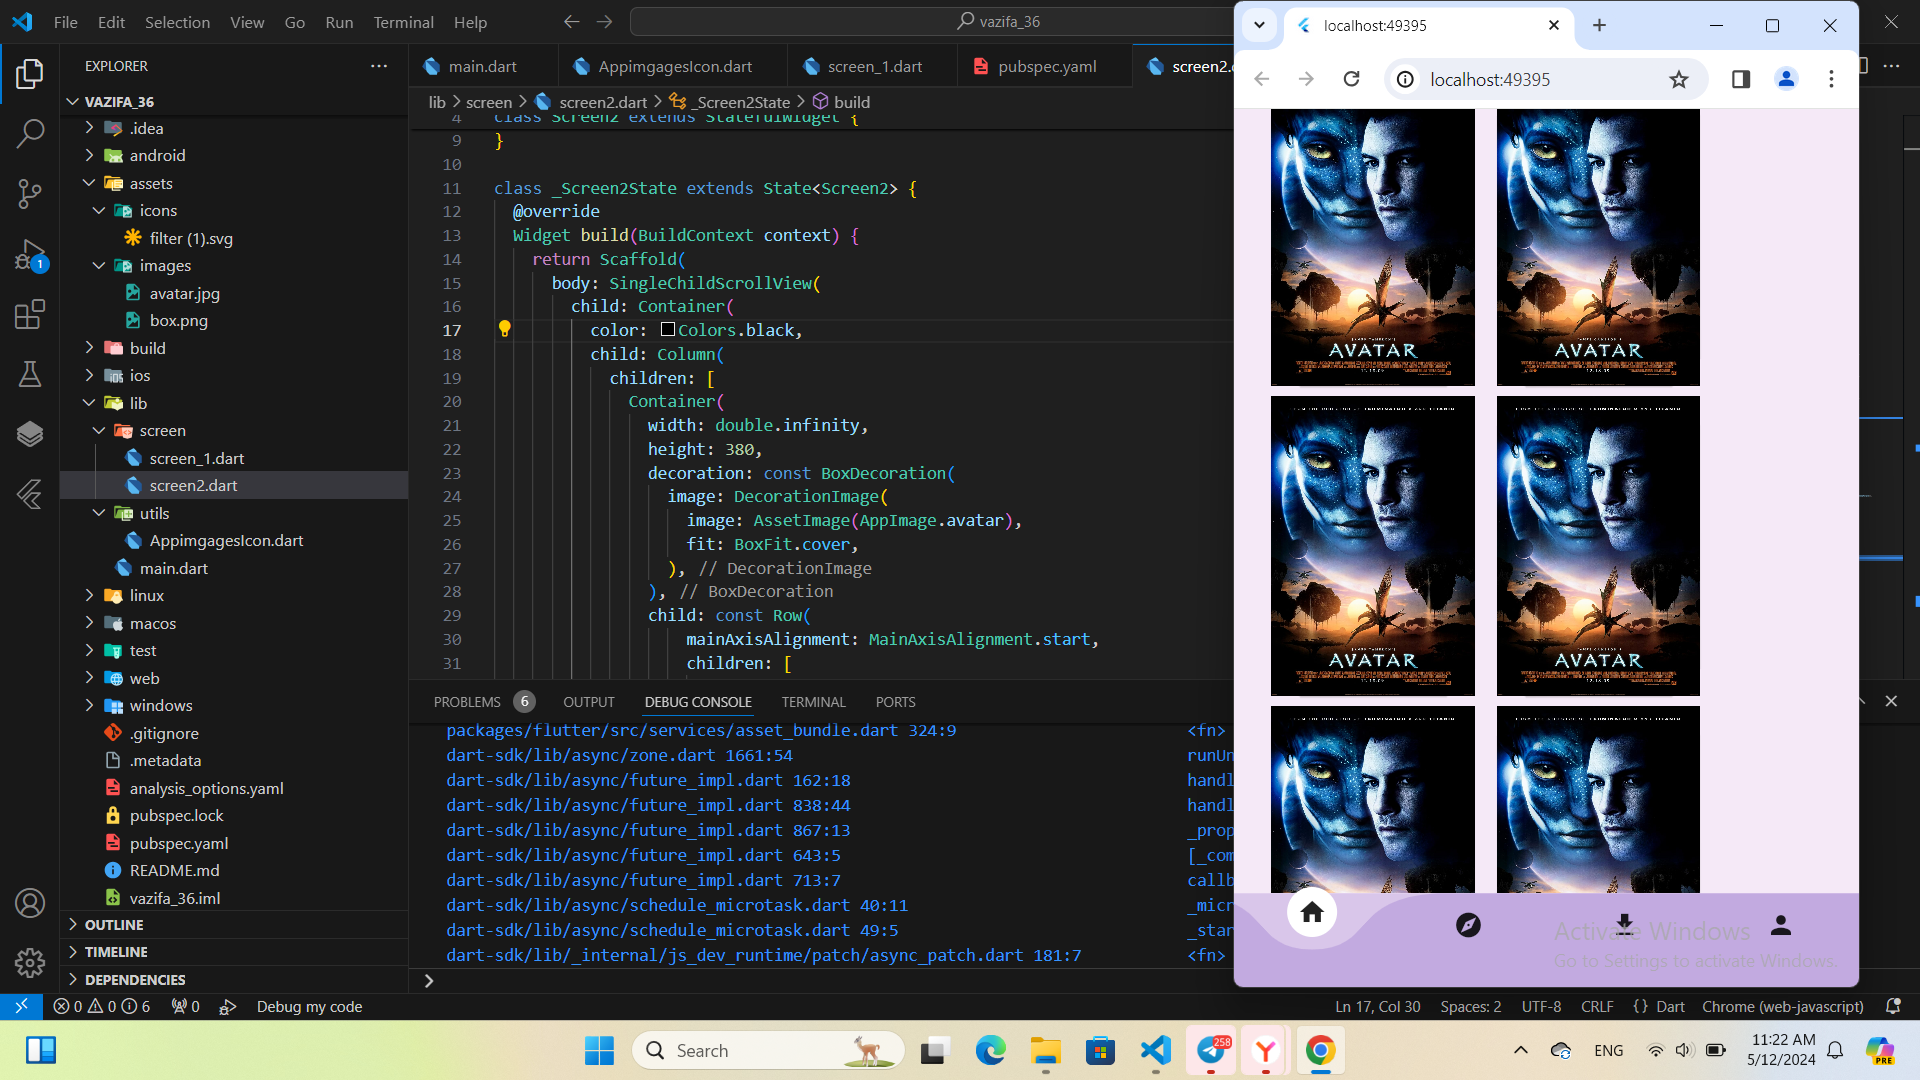 File Edit Selection View Go Run Terminal Help
vazifa_36
EXPLORER
VAZIFA_36
.idea
android
assets
icons
filter (1).svg
images
avatar.jpg
box.png
build
ios
lib
screen
screen_1.dart
screen2.dart
utils
AppimgagesIcon.dart
main.dart
linux
macos
test
web
windows
.gitignore
.metadata
analysis_options.yaml
pubspec.lock
pubspec.yaml
README.md
vazifa_36.iml
OUTLINE
TIMELINE
DEPENDENCIES
main.dart AppimgagesIcon.dart screen_1.dart pubspec.yaml screen2.d
lib > screen > screen2.dart > _Screen2State > build
4 class Screen2 extends StatefulWidget {
9 }
10
11 class _Screen2State extends State<Screen2> {
12 @override
13 Widget build(BuildContext context) {
14 return Scaffold(
15 body: SingleChildScrollView(
16 child: Container(
17 color: Colors.black,
18 child: Column(
19 children: [
20 Container(
21 width: double.infinity,
22 height: 380,
23 decoration: const BoxDecoration(
24 image: DecorationImage(
25 image: AssetImage(AppImage.avatar),
26 fit: BoxFit.cover,
27 ), // DecorationImage
28 ), // BoxDecoration
29 child: const Row(
30 mainAxisAlignment: MainAxisAlignment.start,
31 children: [
PROBLEMS 6 OUTPUT DEBUG CONSOLE TERMINAL PORTS
packages/flutter/src/services/asset_bundle.dart 324:9 <fn>
dart-sdk/lib/async/zone.dart 1661:54 runUn
dart-sdk/lib/async/future_impl.dart 162:18 handl
dart-sdk/lib/async/future_impl.dart 838:44 handl
dart-sdk/lib/async/future_impl.dart 867:13 _prop
dart-sdk/lib/async/future_impl.dart 643:5 [_com
dart-sdk/lib/async/future_impl.dart 713:7 callb
dart-sdk/lib/async/schedule_microtask.dart 40:11 _micr
dart-sdk/lib/async/schedule_microtask.dart 49:5 _star
dart-sdk/lib/_internal/js_dev_runtime/patch/async_patch.dart 181:7 <fn>
localhost:49395
localhost:49395
AVATAR AVATAR
AVATAR AVATAR
Activate Windows
Go to Settings to activate Windows.
1
0 0 6 0 Debug my code
Ln 17, Col 30 Spaces: 2 UTF-8 CRLF {} Dart Chrome (web-javascript)
Search
258
ENG
11:22 AM
5/12/2024
PRE